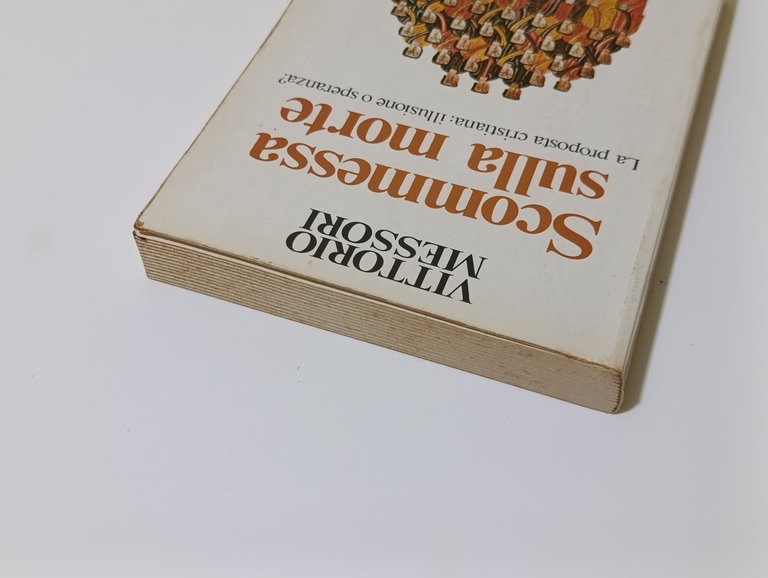 VITTORIO
MESSORI
Scommessa
sulla morte
La proposta cristiana: illusione o speranza?